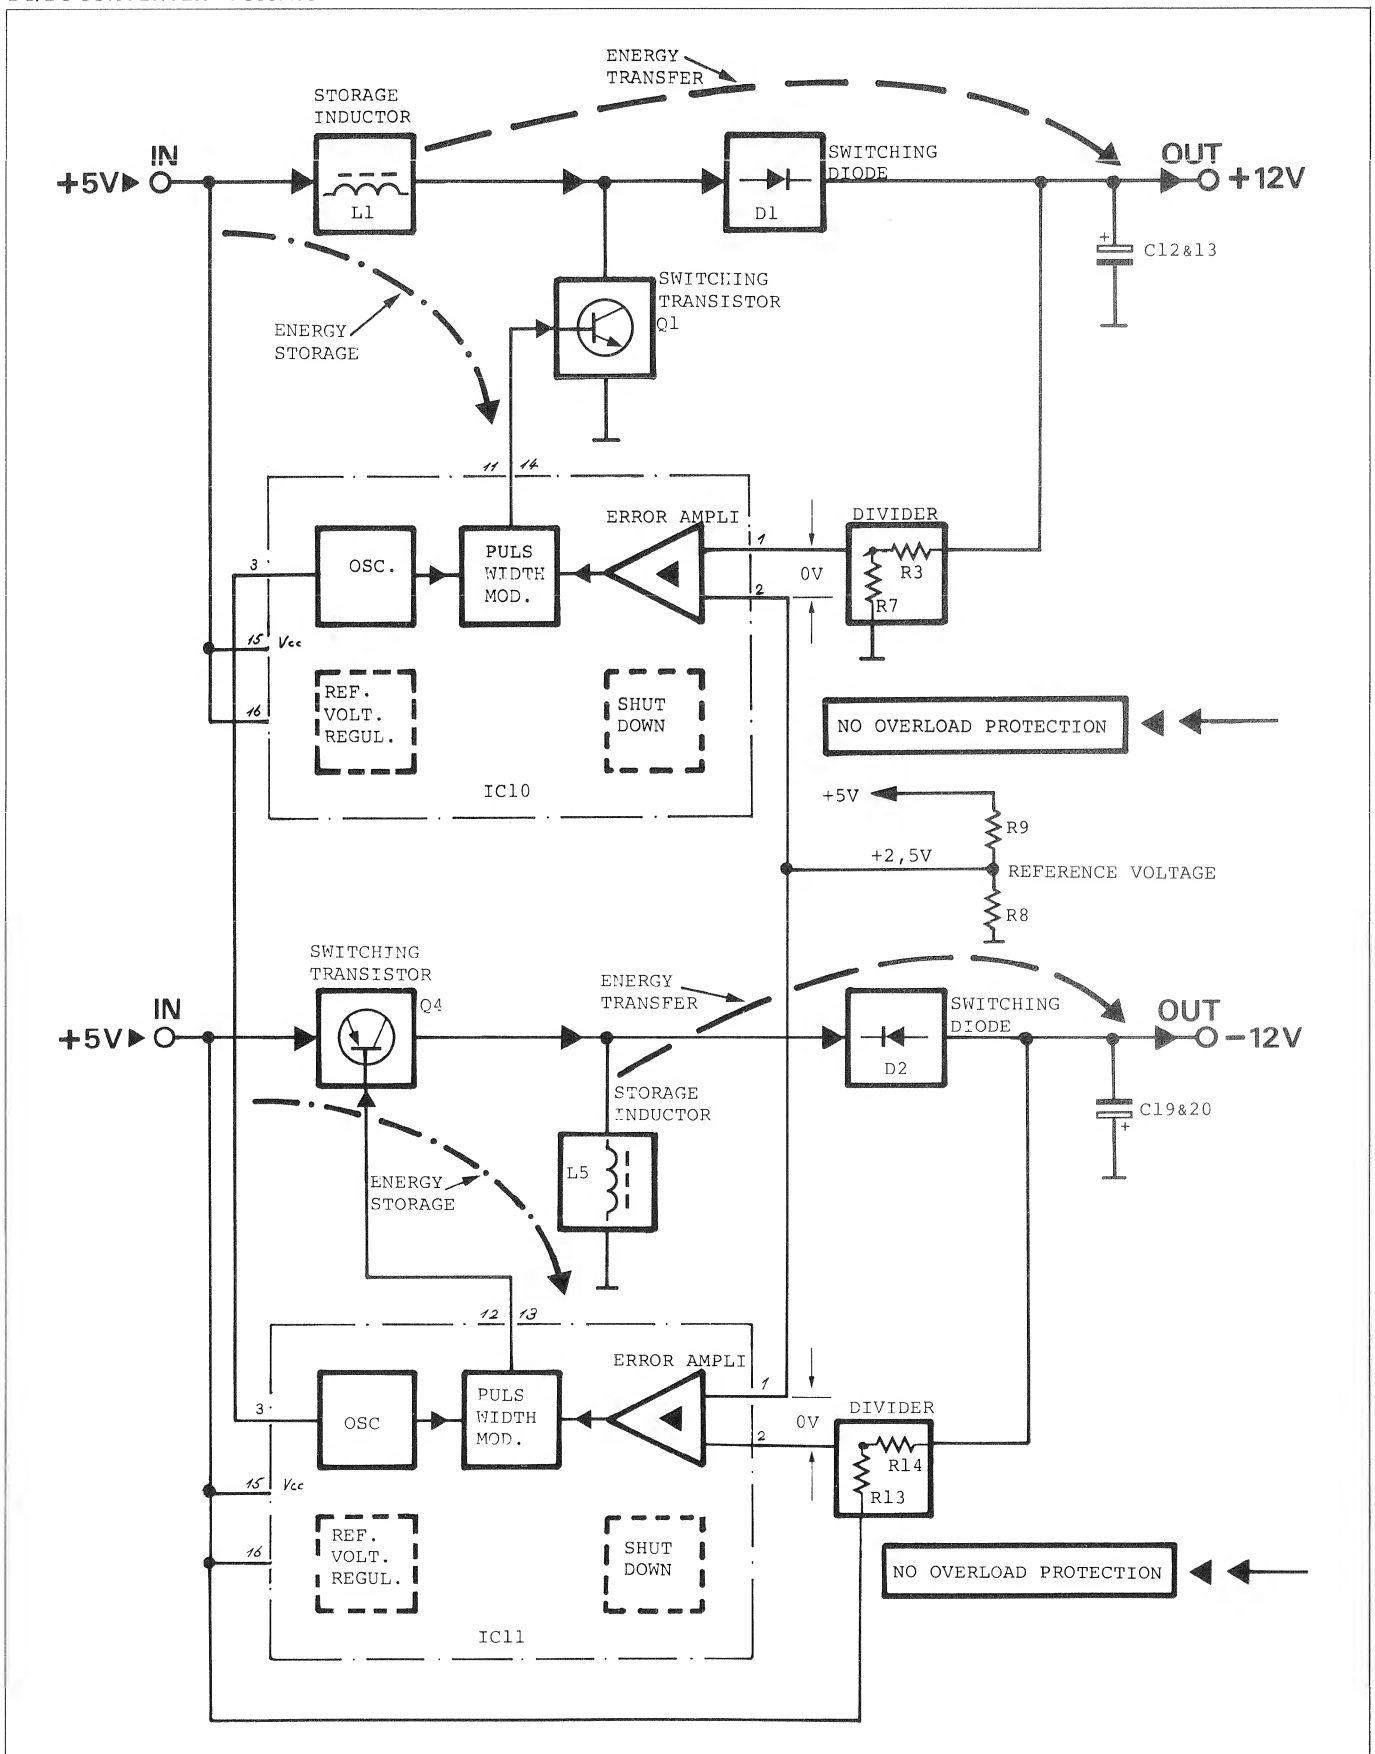 ENERGY
TRANSFER
STORAGE
INDUCTOR
IN
+5V
L1
SWITCHING
DIODE
D1
OUT
+12V
C12&13
SWITCHING
TRANSISTOR
Q1
ENERGY
STORAGE
11 14
ERROR AMPLI
DIVIDER
OSC.
PULS
WIDTH
MOD.
3
1
2
0V
R3
R7
15 Vcc
16
REF.
VOLT.
REGUL.
SHUT
DOWN
IC10
NO OVERLOAD PROTECTION
+5V
R9
+2,5V
REFERENCE VOLTAGE
R8
SWITCHING
TRANSISTOR
Q4
IN
+5V
ENERGY
TRANSFER
SWITCHING
DIODE
D2
OUT
-12V
STORAGE
INDUCTOR
L5
C19&20
ENERGY
STORAGE
12 13
ERROR AMPLI
DIVIDER
OSC
PULS
WIDTH
MOD.
3
1
2
0V
R14
R13
15 Vcc
16
REF.
VOLT.
REGUL.
SHUT
DOWN
IC11
NO OVERLOAD PROTECTION